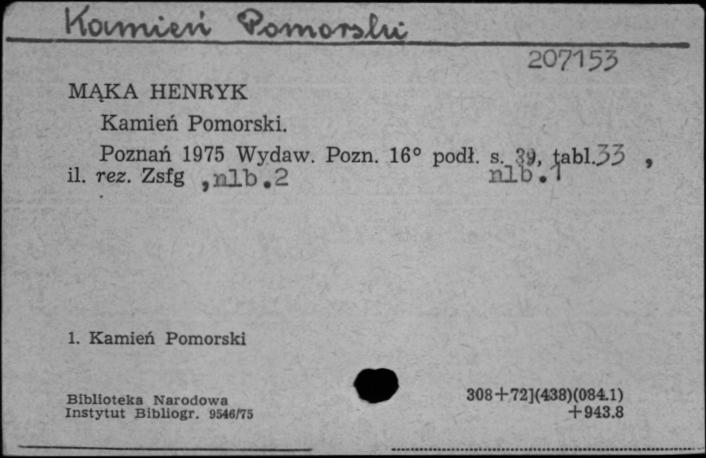 Kamień Pomorski
207153
MĄKA HENRYK
Kamień Pomorski.
Poznań 1975 Wydaw. Pozn. 16° podł. s. 39, tabl.33 ,
il. rez. Zsfg ,nlb.2 nlb.1
1. Kamień Pomorski
Biblioteka Narodowa
Instytut Bibliogr. 9546/75
308+72](438)(084.1)
+943.8